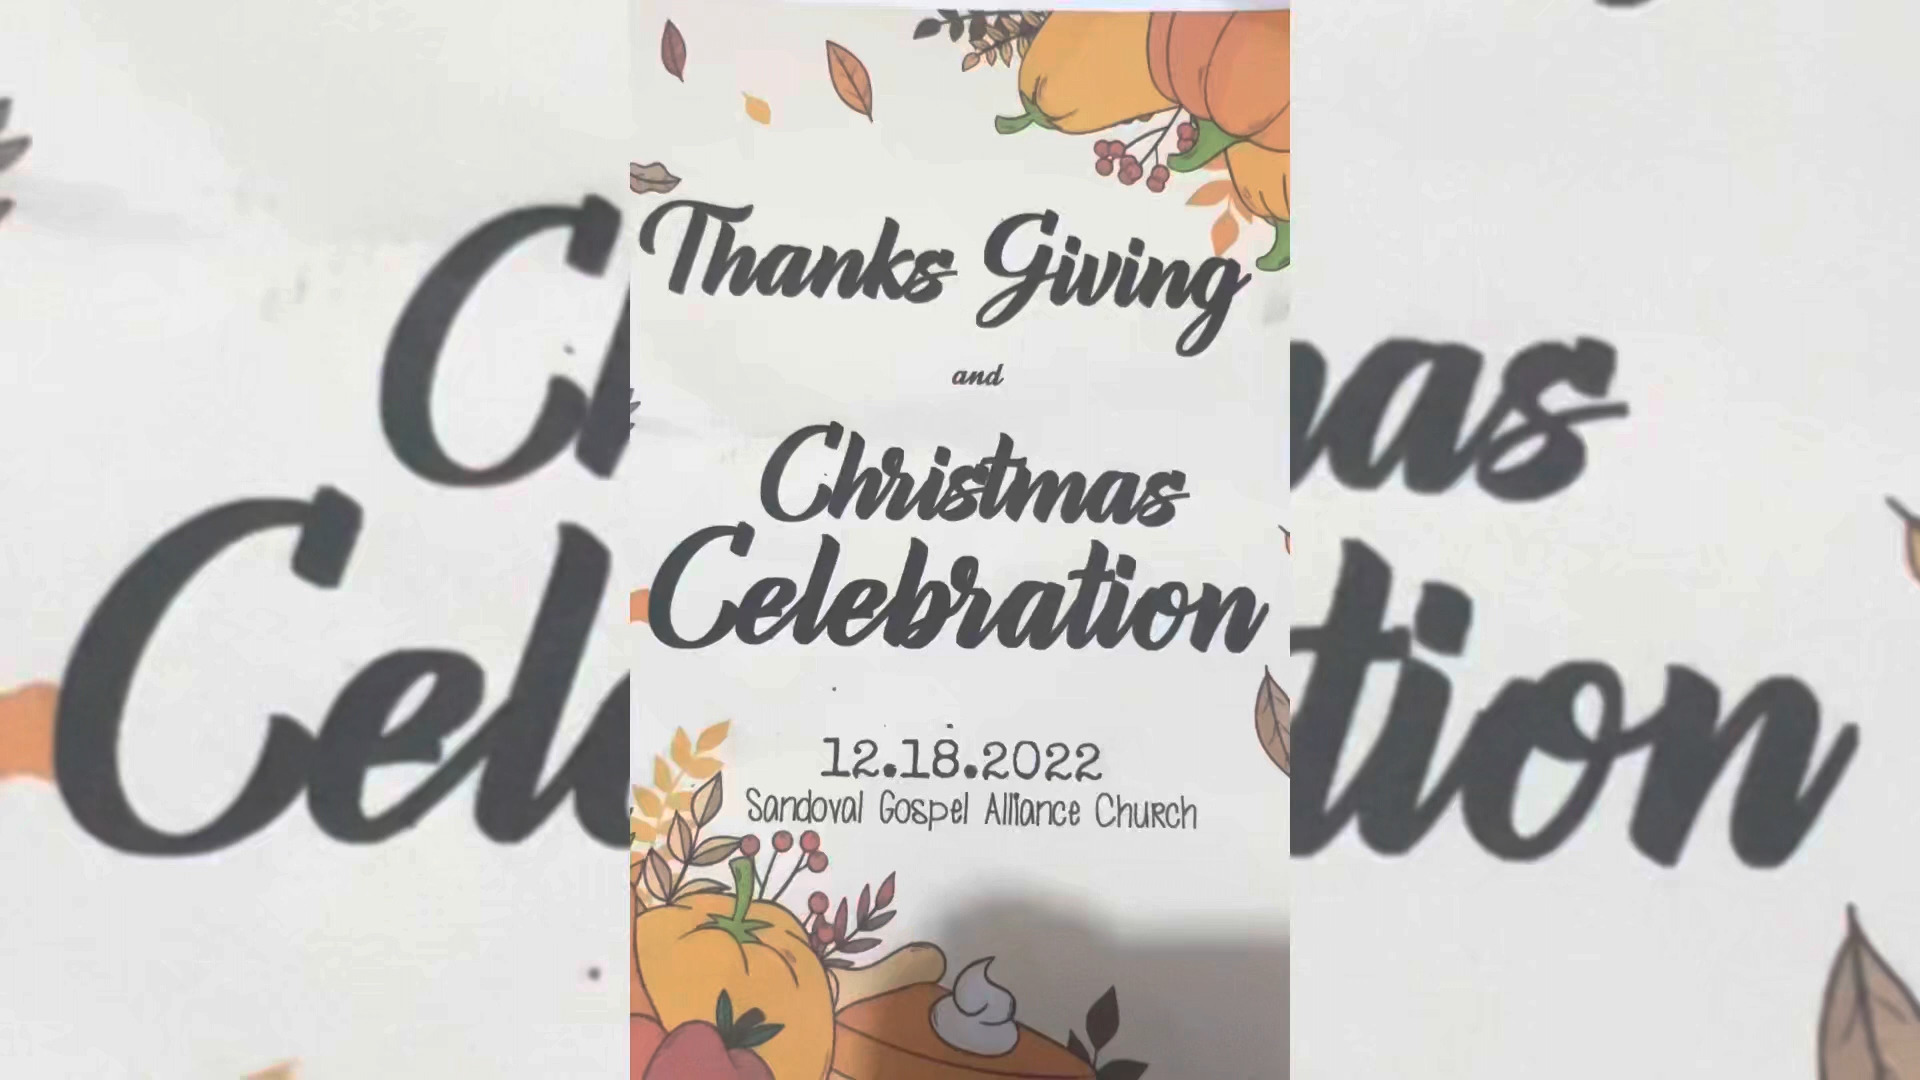 Thanks Giving
and
Christmas
Celebration
12.18.2022
Sandoval Gospel Alliance Church